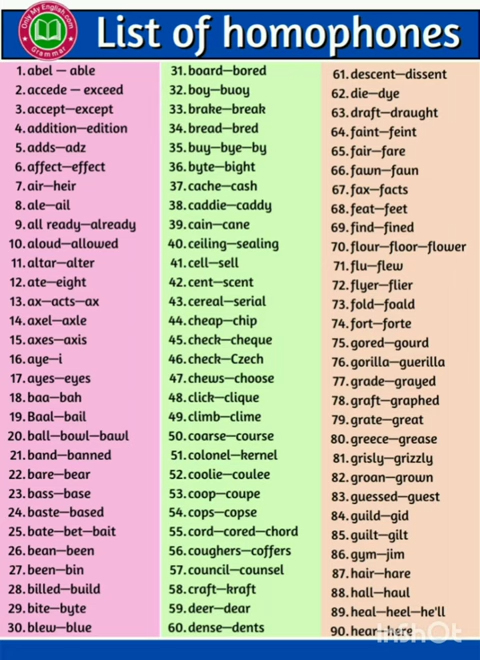 Only My English.com
Grammar
List of homophones
1. abel — able
2. accede — exceed
3. accept—except
4. addition—edition
5. adds—adz
6. affect—effect
7. air—heir
8. ale—ail
9. all ready—already
10. aloud—allowed
11. altar—alter
12. ate—eight
13. ax—acts—ax
14. axel—axle
15. axes—axis
16. aye—i
17. ayes—eyes
18. baa—bah
19. Baal—bail
20. ball—bowl—bawl
21. band—banned
22. bare—bear
23. bass—base
24. baste—based
25. bate—bet—bait
26. bean—been
27. been—bin
28. billed—build
29. bite—byte
30. blew—blue
31. board—bored
32. boy—buoy
33. brake—break
34. bread—bred
35. buy—bye—by
36. byte—bight
37. cache—cash
38. caddie—caddy
39. cain—cane
40. ceiling—sealing
41. cell—sell
42. cent—scent
43. cereal—serial
44. cheap—chip
45. check—cheque
46. check—Czech
47. chews—choose
48. click—clique
49. climb—clime
50. coarse—course
51. colonel—kernel
52. coolie—coulee
53. coop—coupe
54. cops—copse
55. cord—cored—chord
56. coughers—coffers
57. council—counsel
58. craft—kraft
59. deer—dear
60. dense—dents
61. descent—dissent
62. die—dye
63. draft—draught
64. faint—feint
65. fair—fare
66. fawn—faun
67. fax—facts
68. feat—feet
69. find—fined
70. flour—floor—flower
71. flu—flew
72. flyer—flier
73. fold—foald
74. fort—forte
75. gored—gourd
76. gorilla—guerilla
77. grade—grayed
78. graft—graphed
79. grate—great
80. greece—grease
81. grisly—grizzly
82. groan—grown
83. guessed—guest
84. guild—gid
85. guilt—gilt
86. gym—jim
87. hair—hare
88. hall—haul
89. heal—heel—he'll
90. hear—here
InShOt